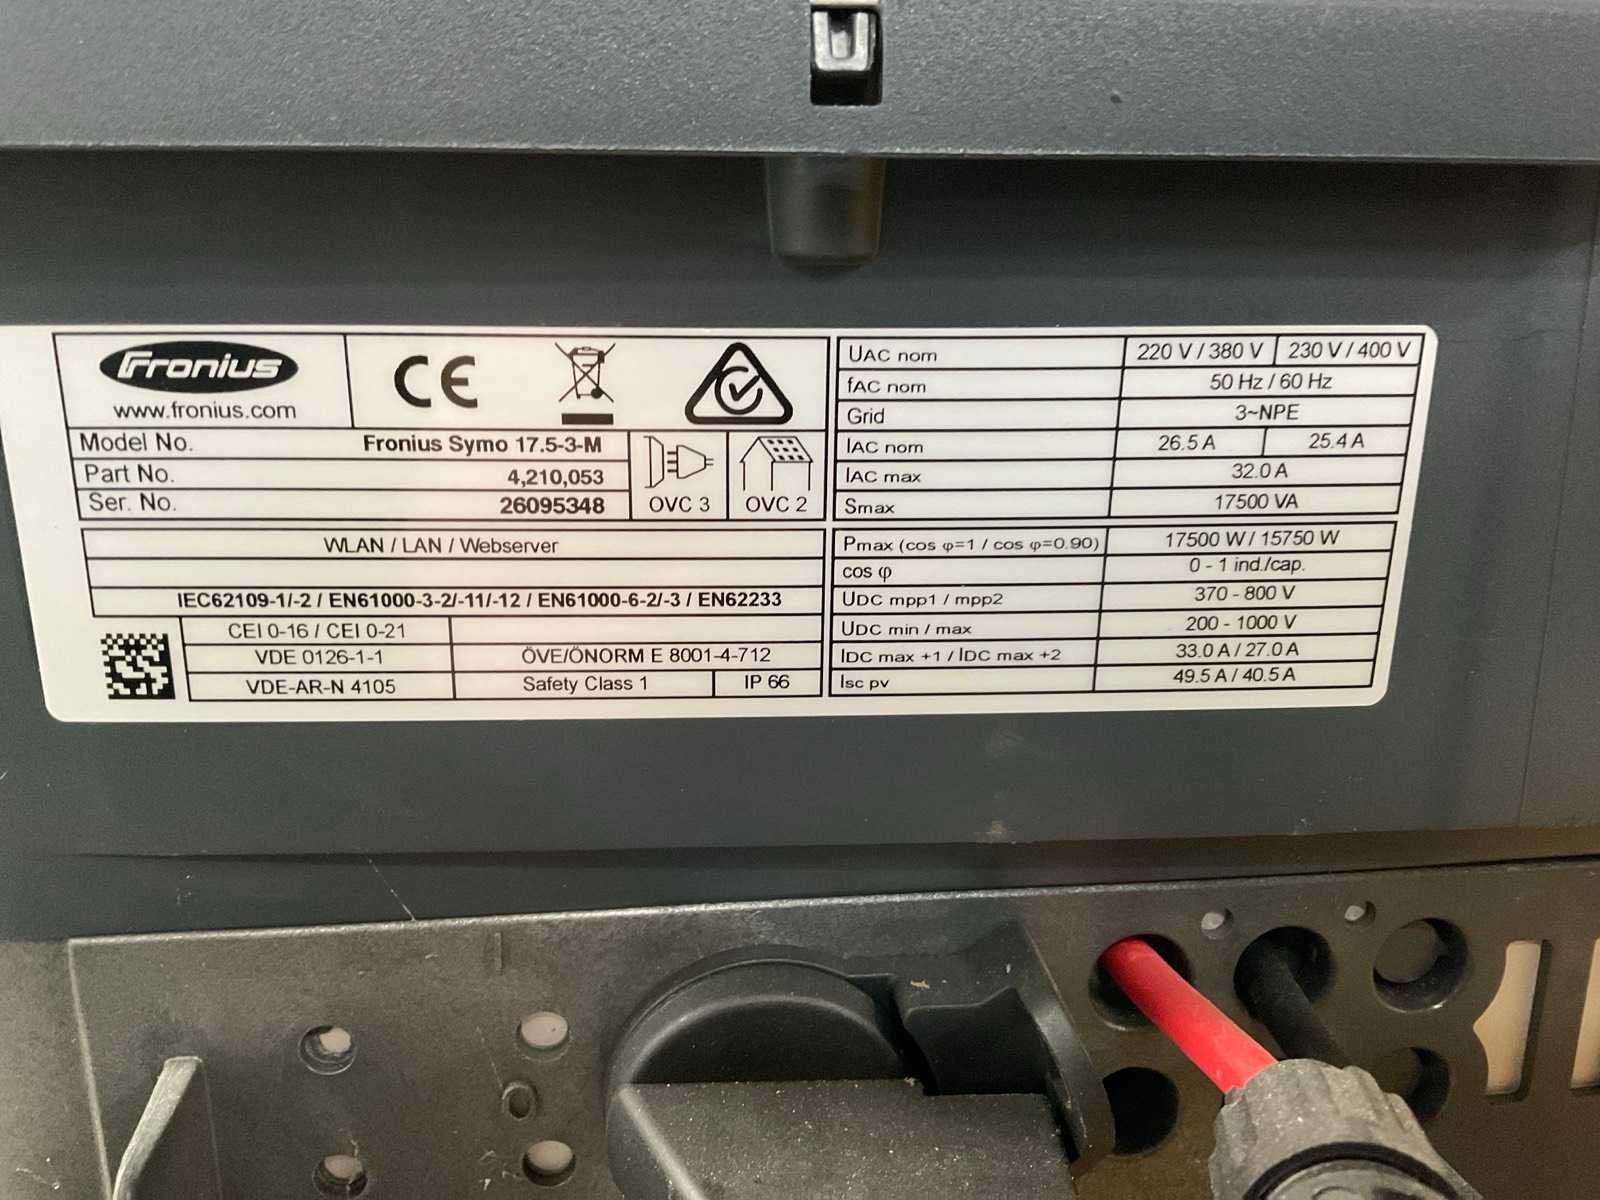 Fronius
www.fronius.com
CE
Model No. Fronius Symo 17.5-3-M
Part No. 4,210,053
Ser. No. 26095348
OVC 3 OVC 2
WLAN / LAN / Webserver
IEC62109-1/-2 / EN61000-3-2/-11/-12 / EN61000-6-2/-3 / EN62233
CEI 0-16 / CEI 0-21
VDE 0126-1-1 ÖVE/ÖNORM E 8001-4-712
VDE-AR-N 4105 Safety Class 1 IP 66
UAC nom 220 V / 380 V 230 V / 400 V
fAC nom 50 Hz / 60 Hz
Grid 3~NPE
IAC nom 26.5 A 25.4 A
IAC max 32.0 A
Smax 17500 VA
Pmax (cos φ=1 / cos φ=0.90) 17500 W / 15750 W
cos φ 0 - 1 ind./cap.
UDC mpp1 / mpp2 370 - 800 V
UDC min / max 200 - 1000 V
IDC max +1 / IDC max +2 33.0 A / 27.0 A
Isc pv 49.5 A / 40.5 A